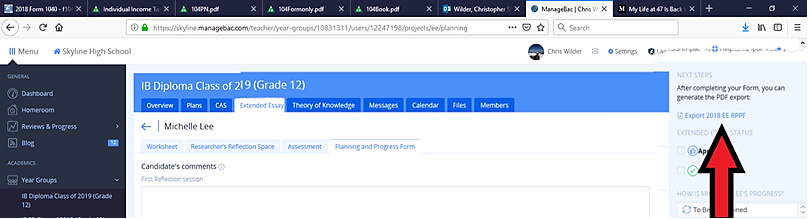 2018 Form 1040 - f104
Individual Income Ta
104PN.pdf
104Formonly.pdf
104Book.pdf
Wilder, Christopher S
ManageBac | Chris W
My Life at 47 Is Back
https://skyline.managebac.com/teacher/year-groups/10831311/users/12247198/projects/ee/planning
Search
Menu
Skyline High School
Chris Wilder
Settings
GENERAL
Dashboard
Homeroom
Reviews & Progress
Blog
12
ACADEMICS
Year Groups
IB Diploma Class of 2019 (Grade
12)
IB Diploma Class of 219 (Grade 12)
Overview
Plans
CAS
Extended Essay
Theory of Knowledge
Messages
Calendar
Files
Members
Michelle Lee
Worksheet
Researcher's Reflection Space
Assessment
Planning and Progress Form
Candidate's comments
First Reflection session
NEXT STEPS
After completing your Form, you can
generate the PDF export:
Export 2018 EE RPPF
EXTENDED STATUS
HOW IS LEE'S PROGRESS?
To Be